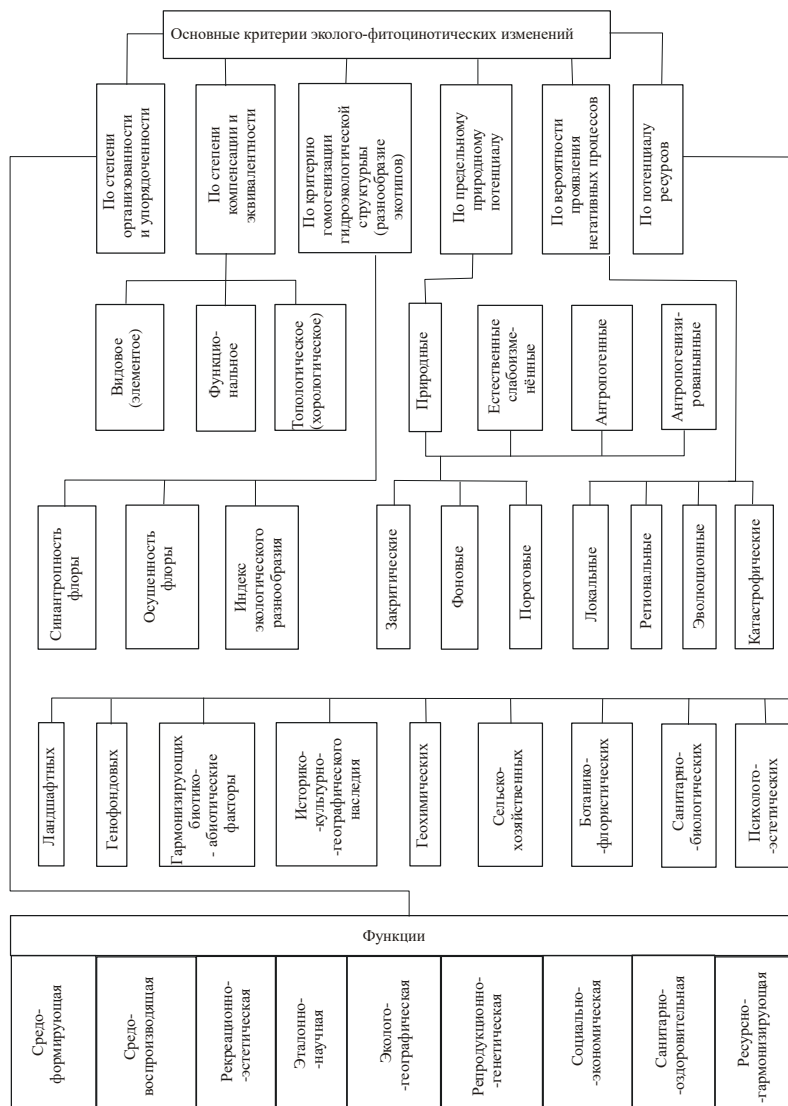 Основные критерии эколого-фитоцинотических изменений
По степени
организованности
и упорядоченности
По степени
компенсации и
эквивалентности
По критерию
гомогенизации
гидроэкологической
структурьвы
(разнообразие
экотипов)
По предельному
природному
потенциалу
По вероятности
проявления
негативных процессов
По потенциалу
ресурсов
Видовое
(элементое)
Функцио-
нальное
Топологическое
(хорологическое)
Природные
Естественные
слабоизме-
нённые
Антропогенные
Антропогенизи-
рованынные
Синантропность
флоры
Осушенность
флоры
Индекс
экологического
разнообразия
Закритические
Фоновые
Пороговые
Локальные
Региональные
Эволюционные
Катастрофические
Ландшафтных
Генофондовых
Гармонизирующих
биотико-
- абиотические
факторы
Историко-
-культурно-
-географического
наследия
Геохимических
Сельско-
хозяйственных
Ботанико-
-флористических
Санитарно-
-биологических
Психолого-
-эстетических
Функции
Средо-
формирующая
Средо-
воспроизводящая
Рекреационно-
-эстетическая
Эталонно-
-научная
Эколого-
-географическая
Репродукционно-
-генетическая
Социально-
-экономическая
Санитарно-
-оздоровительная
Ресурсно-
-гармонизирующая